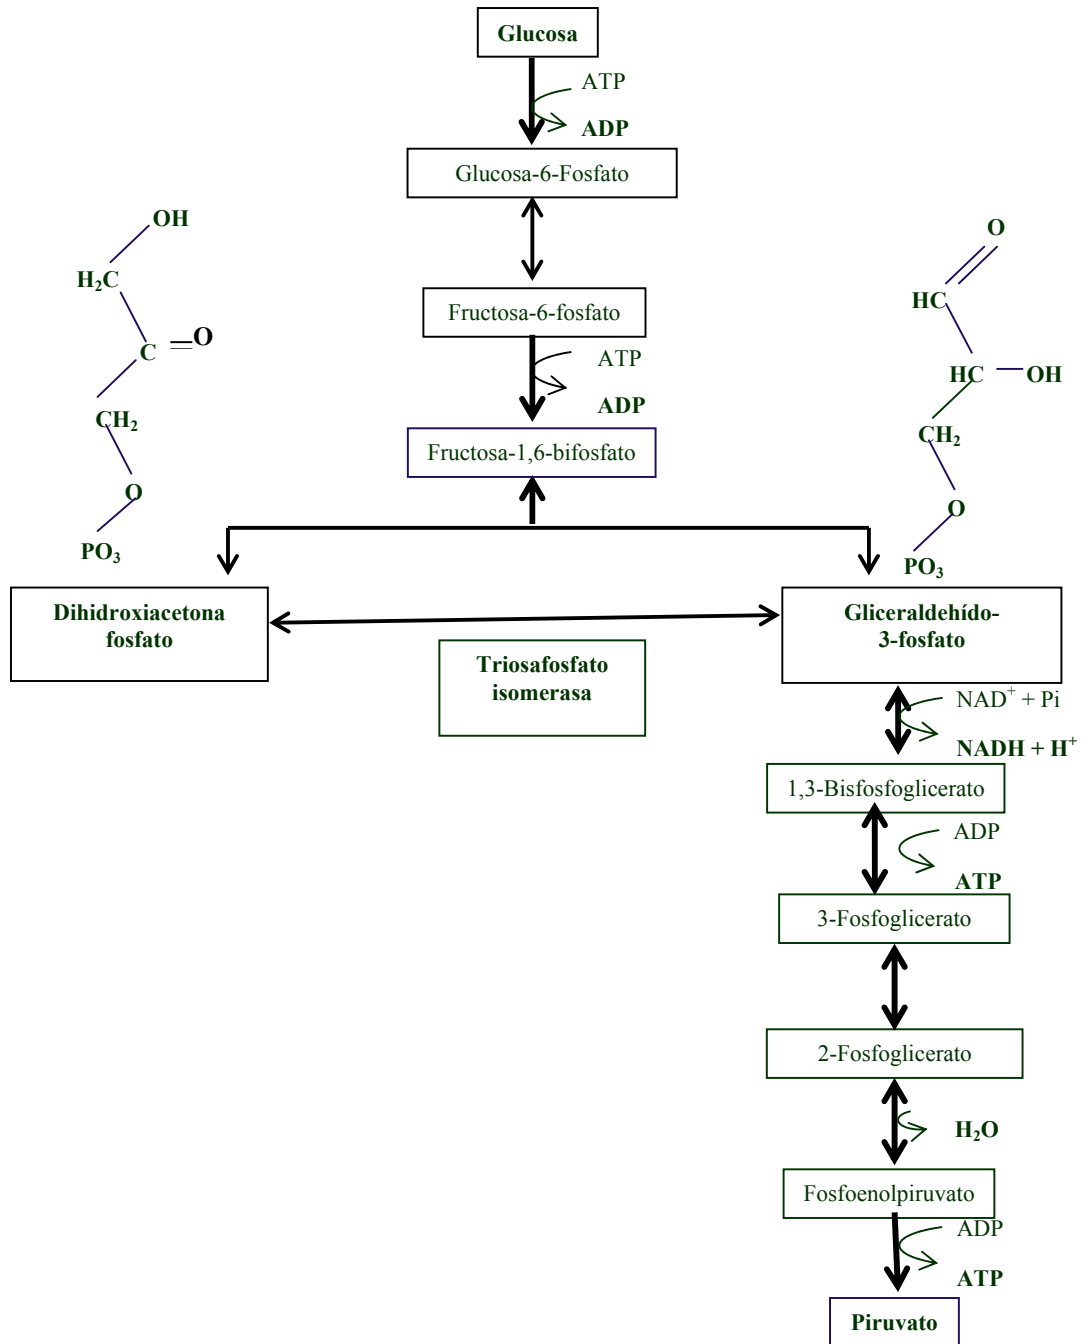 Glucosa
ATP
ADP
Glucosa-6-Fosfato
OH
H₂C
C =O
CH₂
O
PO₃
Fructosa-6-fosfato
ATP
ADP
Fructosa-1,6-bifosfato
O
HC
HC OH
CH₂
O
PO₃
Dihidroxiacetona
fosfato
Triosafosfato
isomerasa
Gliceraldehído-
3-fosfato
NAD⁺ + Pi
NADH + H⁺
1,3-Bisfosfoglicerato
ADP
ATP
3-Fosfoglicerato
2-Fosfoglicerato
H₂O
Fosfoenolpiruvato
ADP
ATP
Piruvato